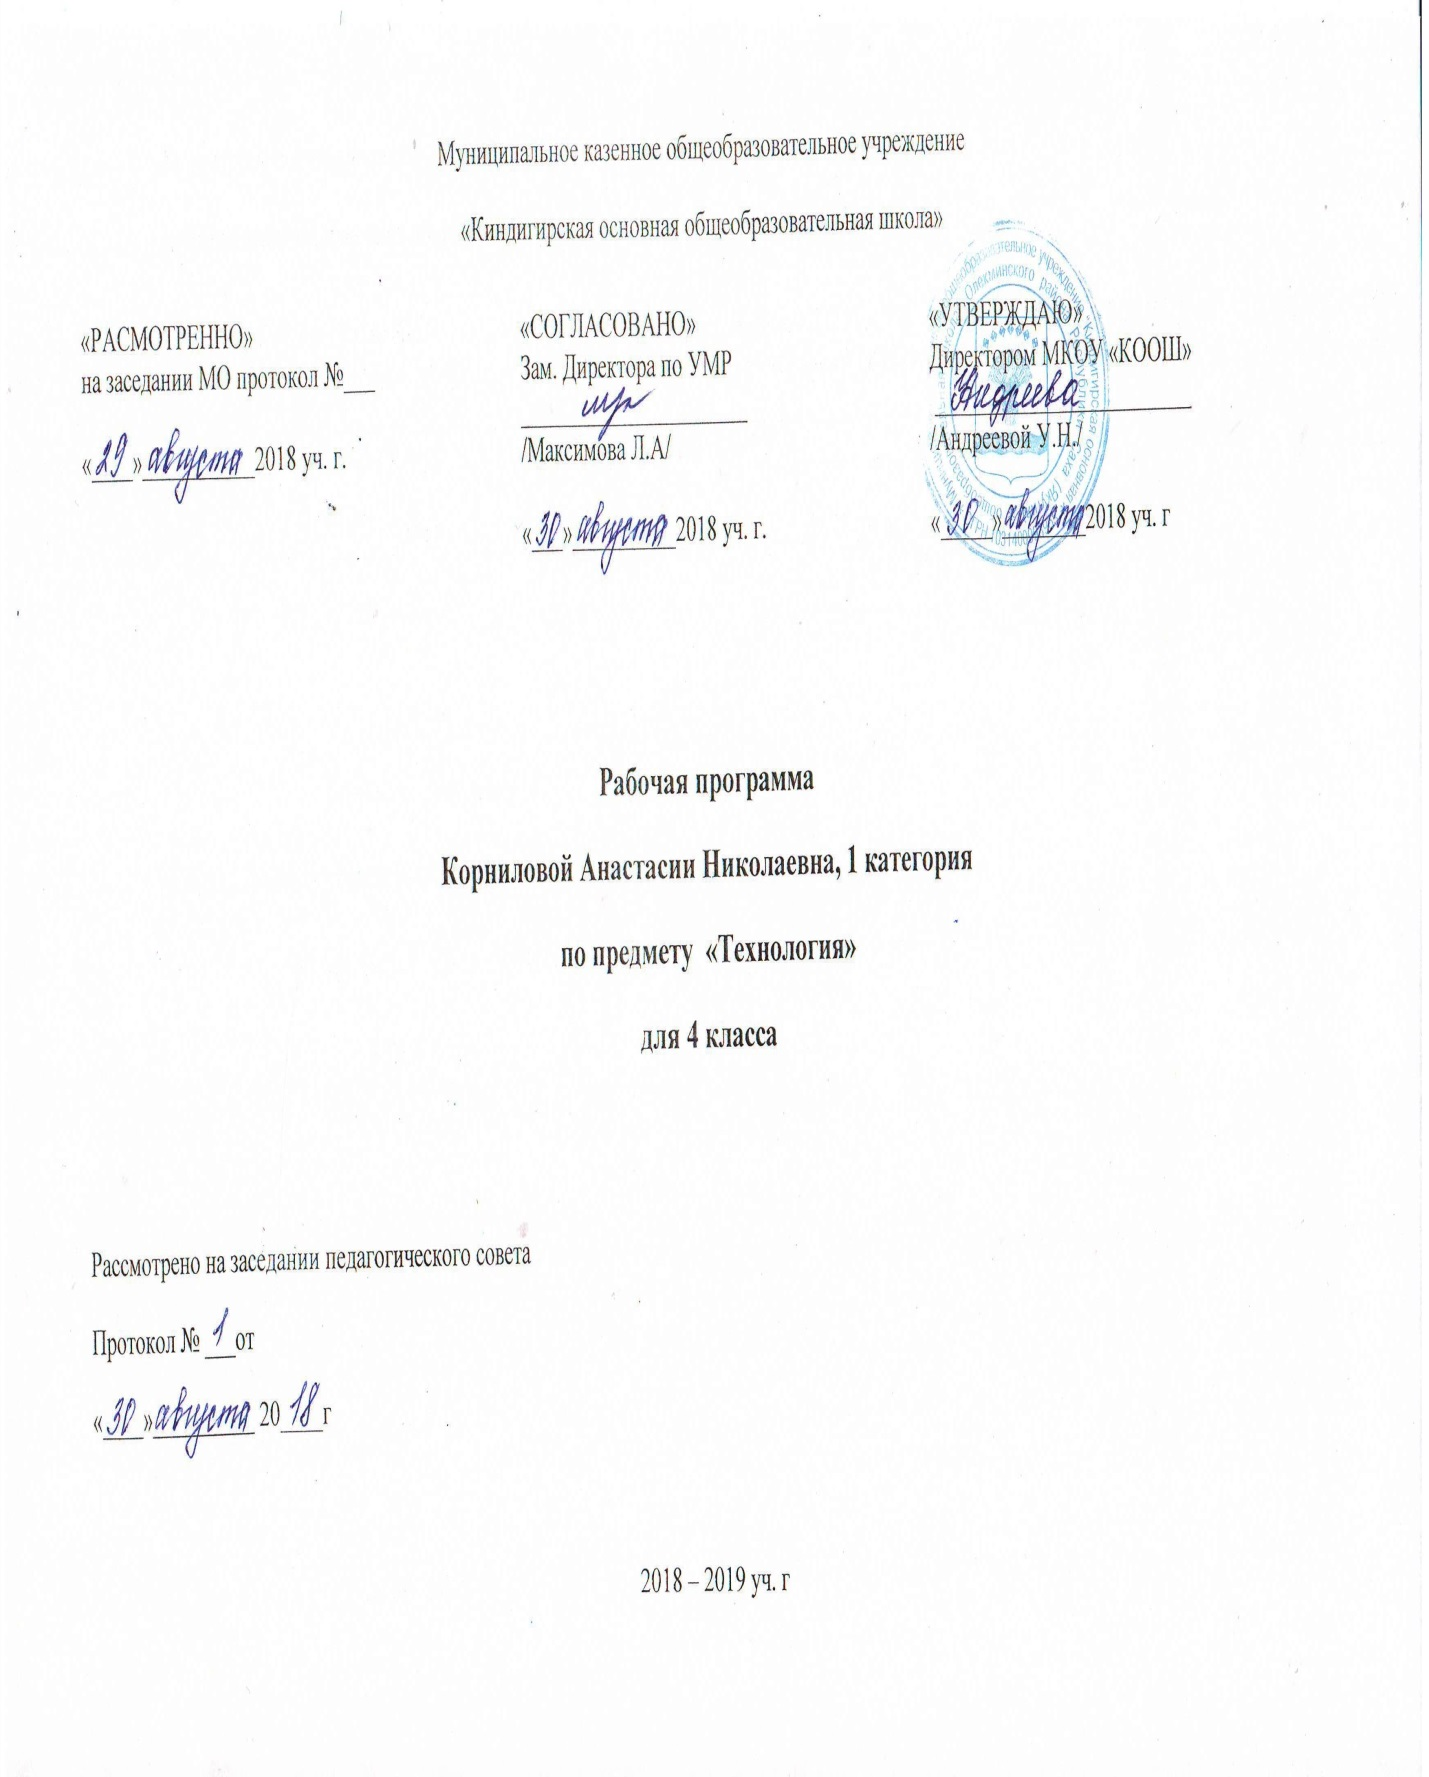 Муниципальное казенное общеобразовательное учреждение
«Киндигирская основная общеобразовательная школа»
«РАСМОТРЕННО»
на заседании МО протокол №___
«29» августа 2018 уч. г.
«СОГЛАСОВАНО»
Зам. Директора по УМР
/Максимова Л.А/
«30» августа 2018 уч. г.
«УТВЕРЖДАЮ»
Директором МКОУ «КООШ»
Андреева
/Андреевой У.Н./
«30» августа 2018 уч. г
Рабочая программа
Корниловой Анастасии Николаевна, 1 категория
по предмету «Технология»
для 4 класса
Рассмотрено на заседании педагогического совета
Протокол № 1 от
«30» августа 2018 г
2018 – 2019 уч. г